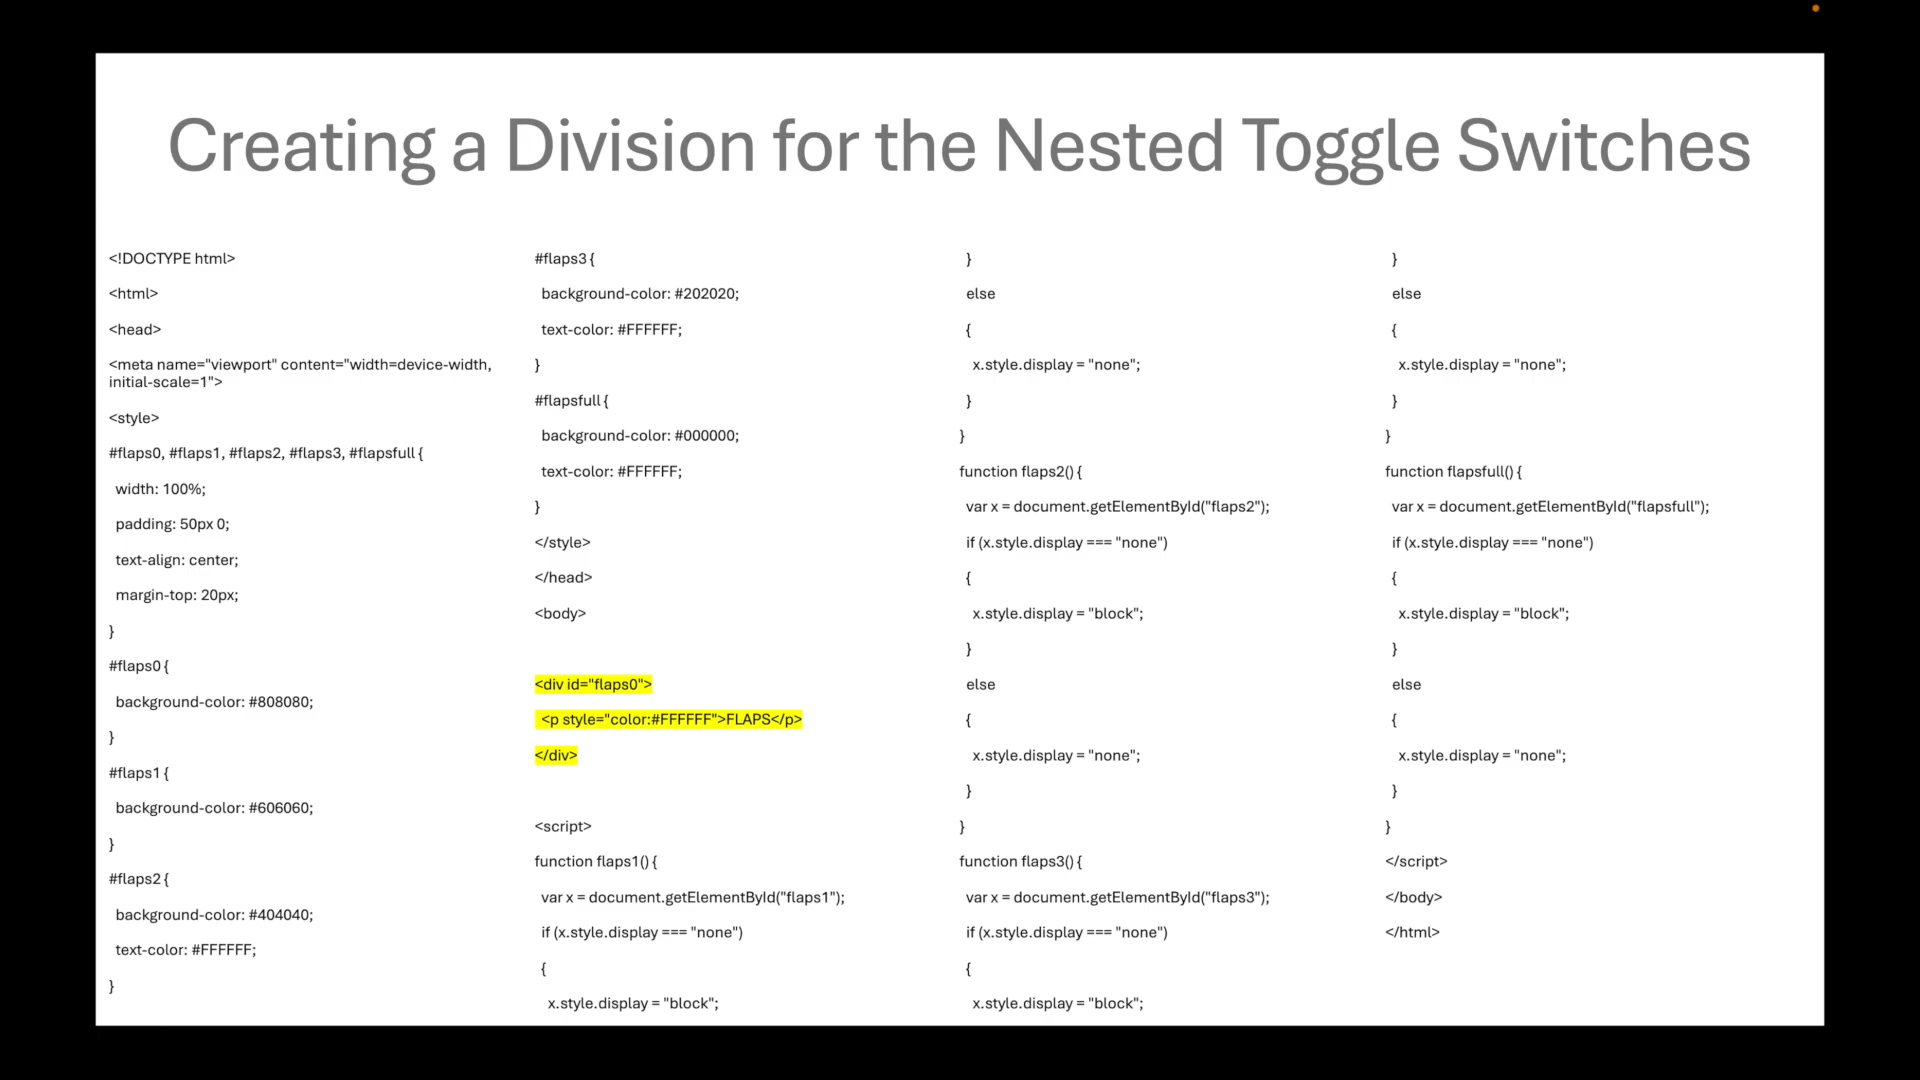 Creating a Division for the Nested Toggle Switches
<!DOCTYPE html>
<html>
<head>
<meta name="viewport" content="width=device-width,
initial-scale=1">
<style>
#flaps0, #flaps1, #flaps2, #flaps3, #flapsfull {
width: 100%;
padding: 50px 0;
text-align: center;
margin-top: 20px;
}
#flaps0 {
background-color: #808080;
}
#flaps1 {
background-color: #606060;
}
#flaps2 {
background-color: #404040;
text-color: #FFFFFF;
}
#flaps3 {
background-color: #202020;
text-color: #FFFFFF;
}
#flapsfull {
background-color: #000000;
text-color: #FFFFFF;
}
</style>
</head>
<body>
<div id="flaps0">
<p style="color:#FFFFFF">FLAPS</p>
</div>
<script>
function flaps1() {
var x = document.getElementById("flaps1");
if (x.style.display === "none")
{
x.style.display = "block";
}
else
{
x.style.display = "none";
}
}
function flaps2() {
var x = document.getElementById("flaps2");
if (x.style.display === "none")
{
x.style.display = "block";
}
else
{
x.style.display = "none";
}
}
function flaps3() {
var x = document.getElementById("flaps3");
if (x.style.display === "none")
{
x.style.display = "block";
}
else
{
x.style.display = "none";
}
}
function flapsfull() {
var x = document.getElementById("flapsfull");
if (x.style.display === "none")
{
x.style.display = "block";
}
else
{
x.style.display = "none";
}
}
</script>
</body>
</html>